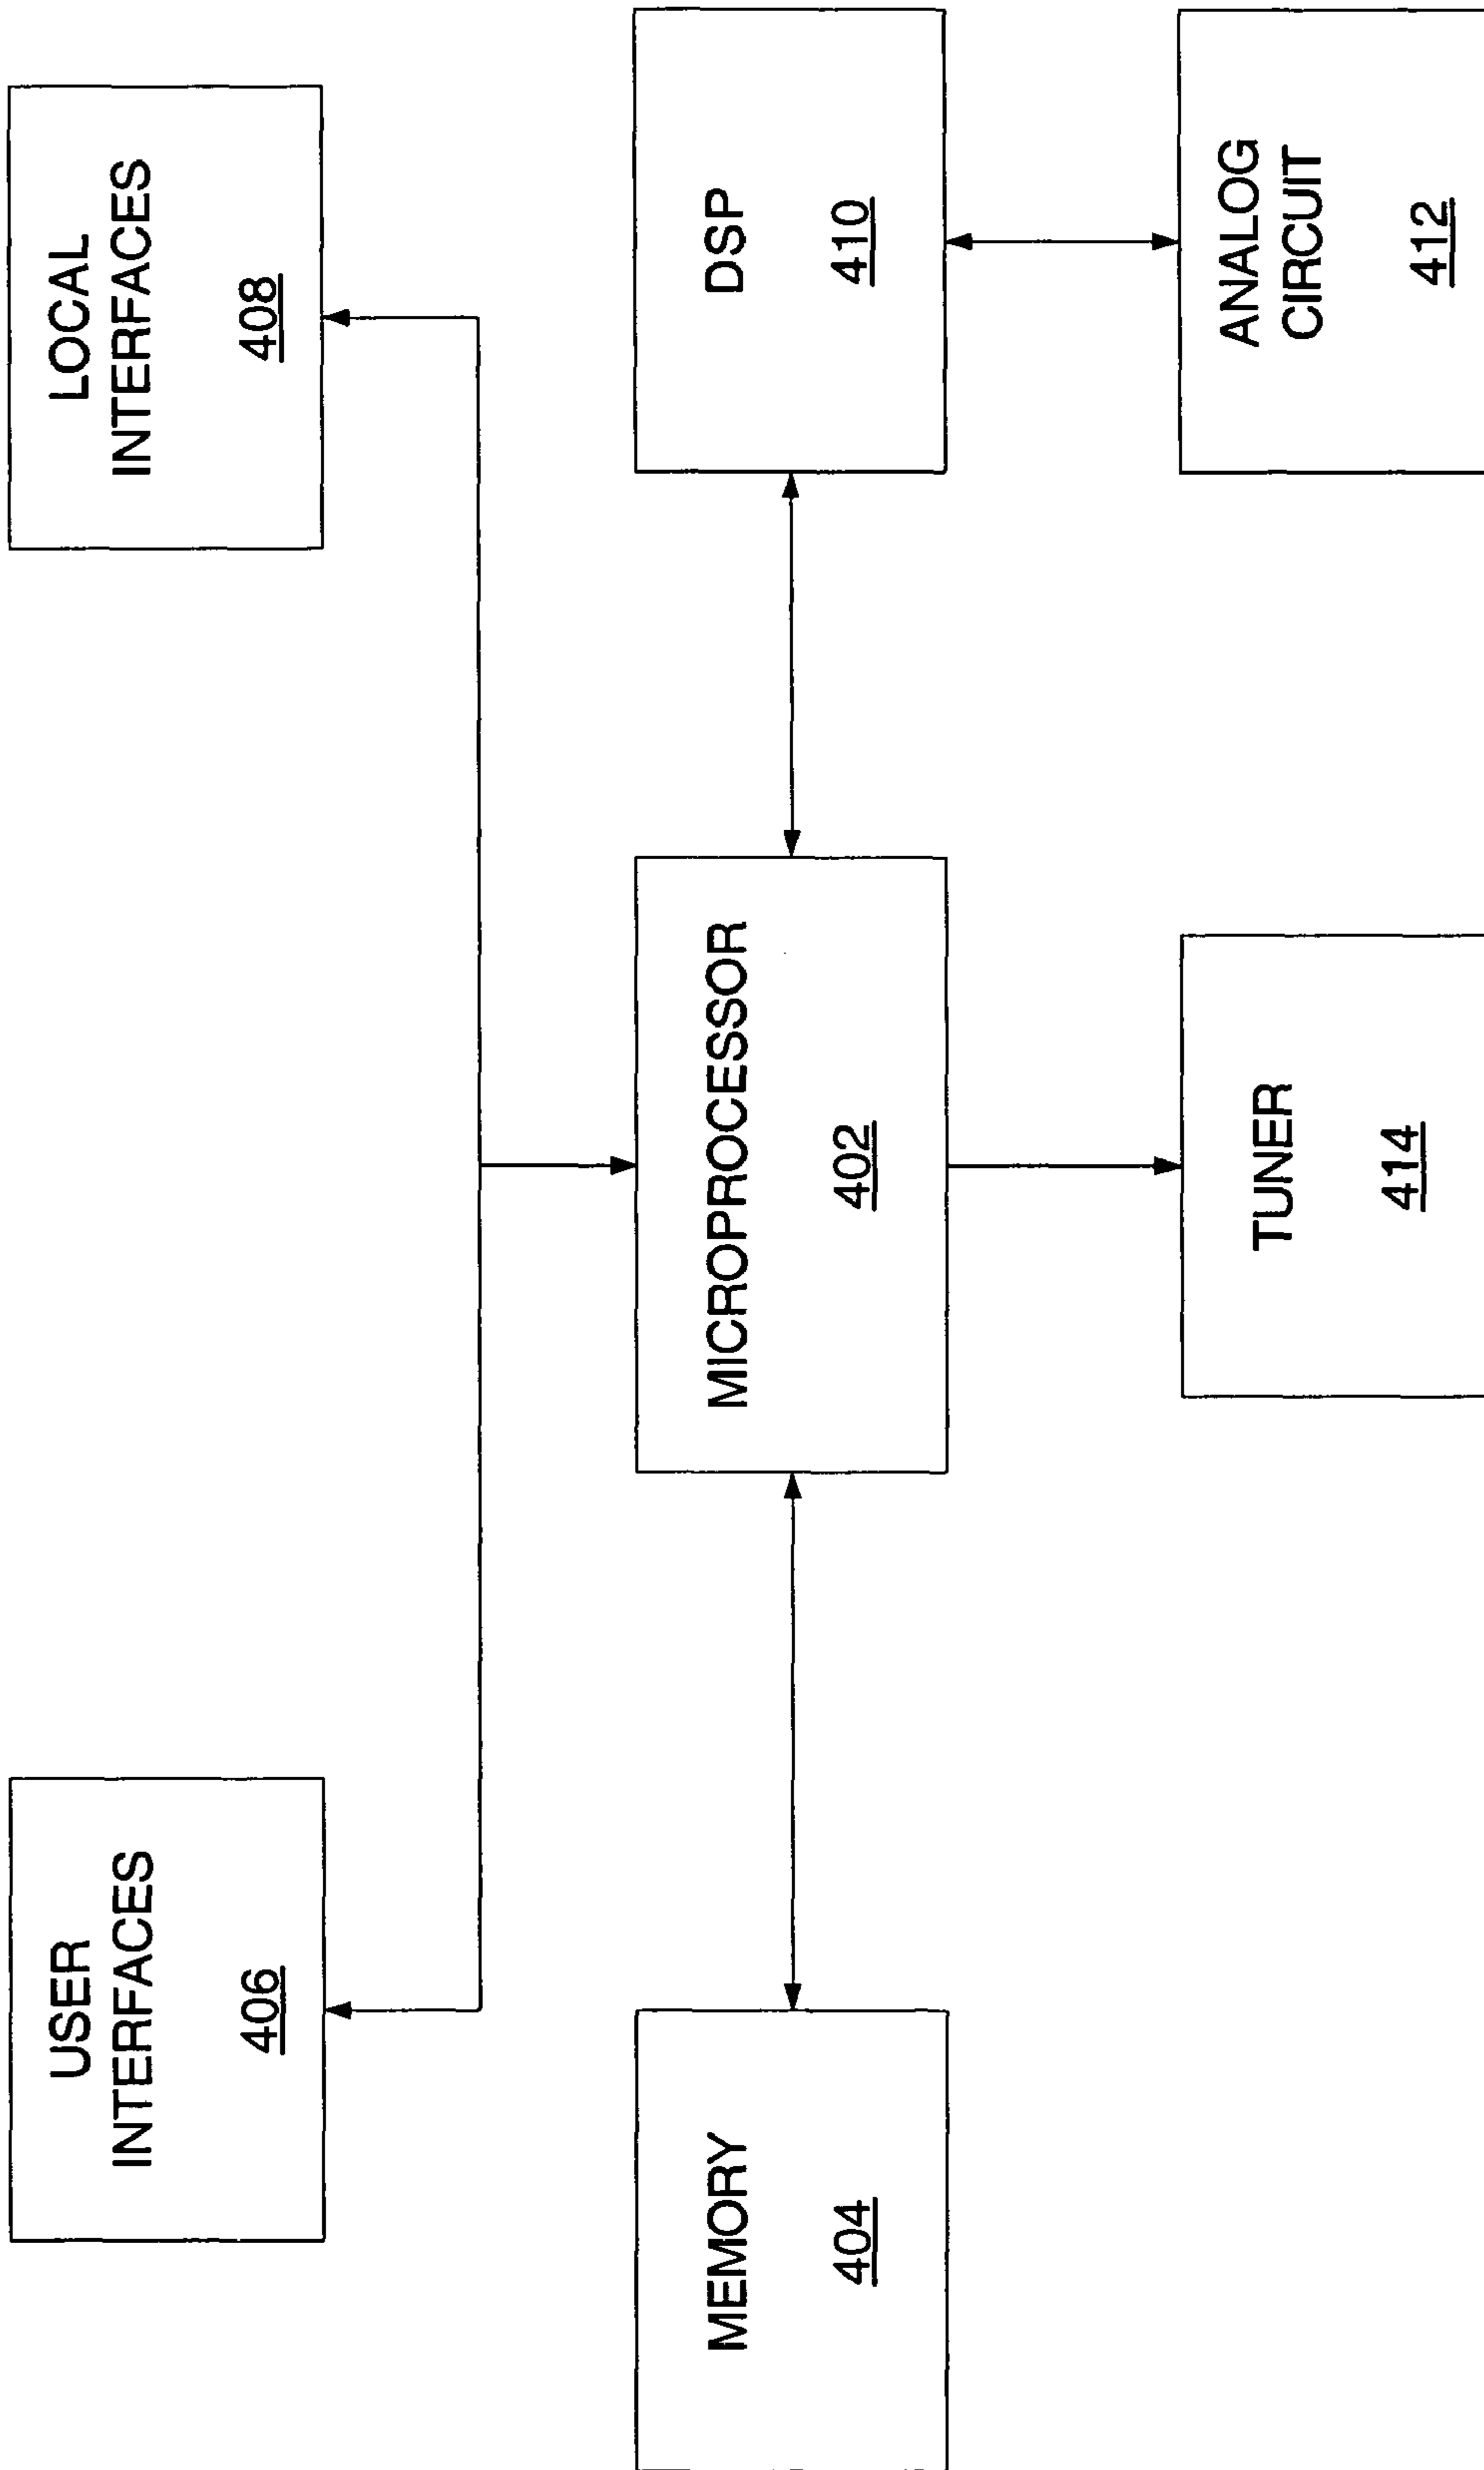 USER
INTERFACES
406
LOCAL
INTERFACES
408
MEMORY
404
MICROPROCESSOR
402
DSP
410
TUNER
414
ANALOG
CIRCUIT
412